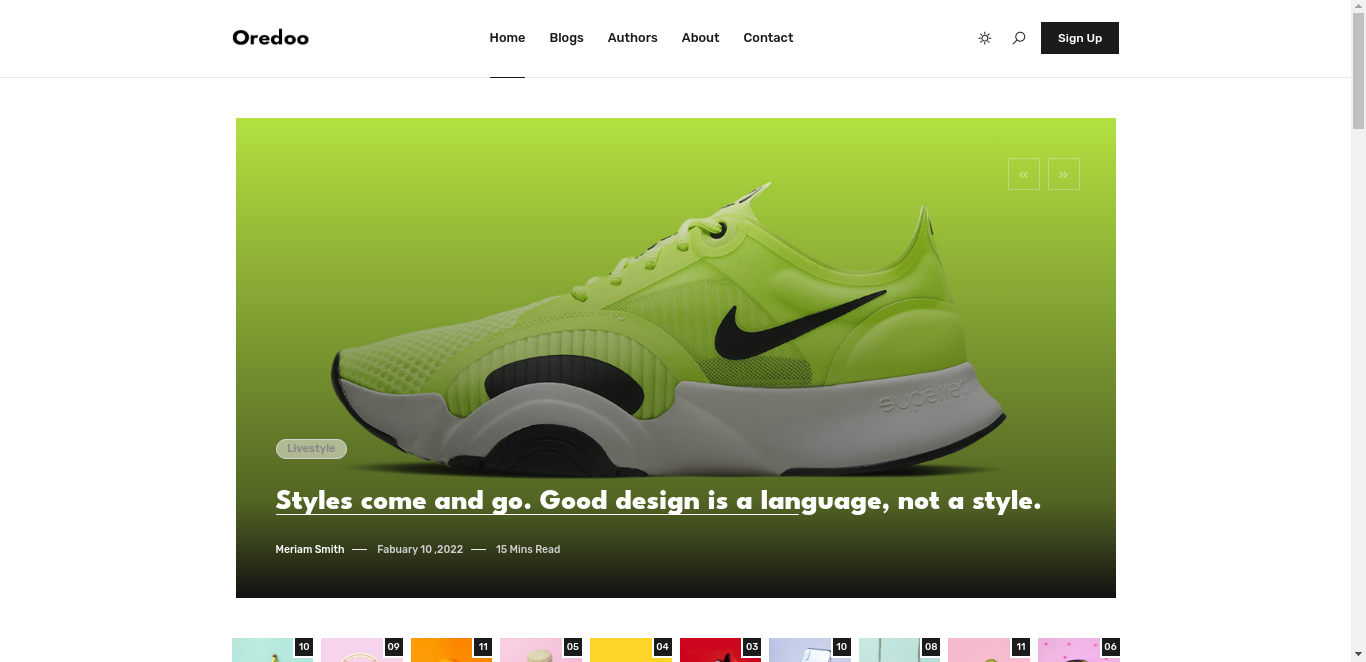 Oredoo
Home Blogs Authors About Contact
Sign Up
superrep
Livestyle
Styles come and go. Good design is a language, not a style.
Meriam Smith — Fabuary 10 ,2022 — 15 Mins Read
10 09 11 05 04 03 10 08 11 06